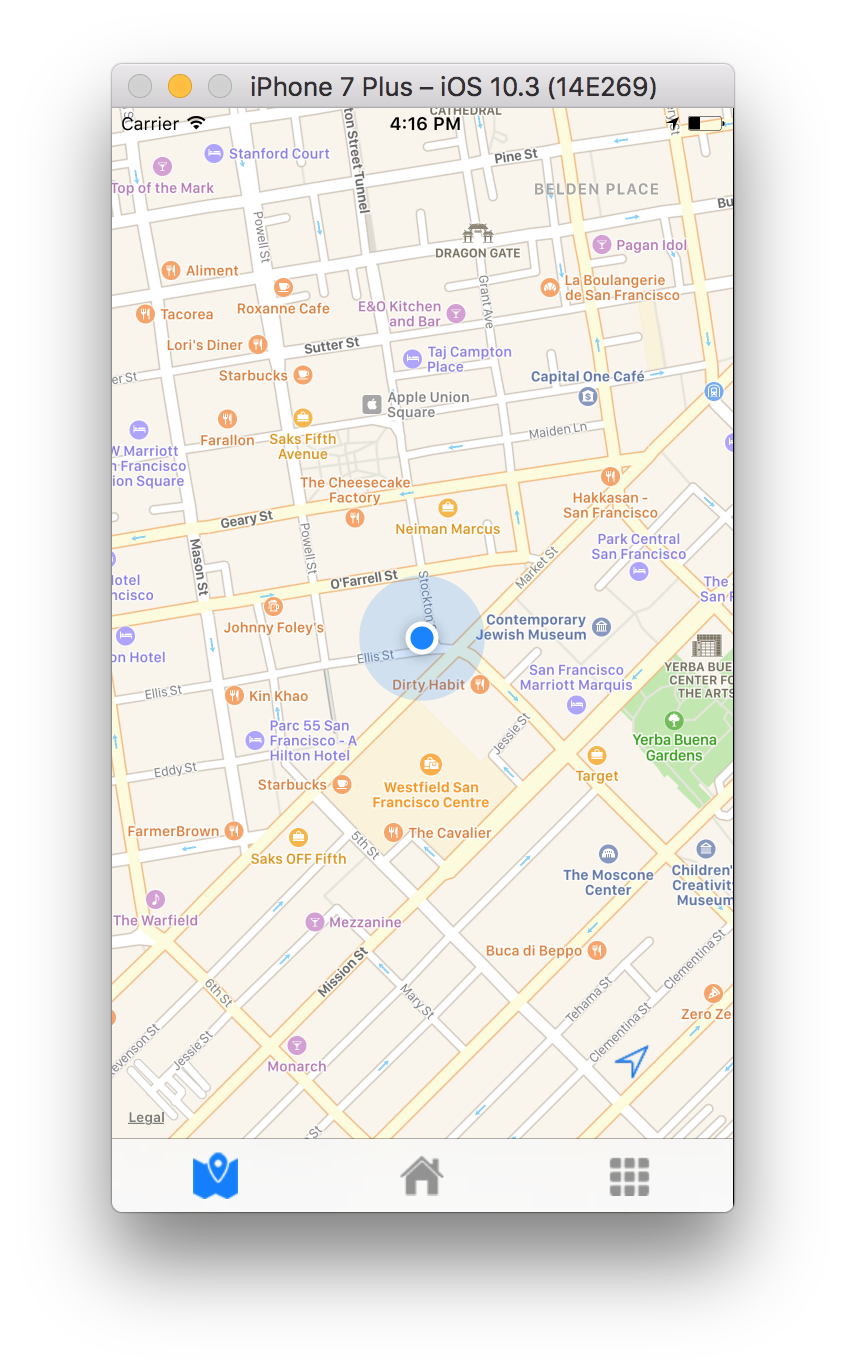 iPhone 7 Plus – iOS 10.3 (14E269)
Carrier
4:16 PM
CATHEDRAL
ton Street Tunnel
Stanford Court
Pine St
Top of the Mark
BELDEN PLACE
Powell St
DRAGON GATE
Pagan Idol
Aliment
Grant Ave
La Boulangerie
de San Francisco
Roxanne Cafe
E&O Kitchen
and Bar
Tacorea
Lori's Diner
Sutter St
Taj Campton
Place
Starbucks
Capital One Café
er St
Apple Union
Square
Farallon
Saks Fifth
Avenue
Maiden Ln
W Marriott
n Francisco
ion Square
The Cheesecake
Factory
Hakkasan -
San Francisco
Geary St
Neiman Marcus
Powell St
Mason St
Park Central
San Francisco
Market St
Hotel
ncisco
O'Farrell St
Stockton
The
San F
Johnny Foley's
Contemporary
Jewish Museum
on Hotel
Ellis St
YERBA BUE
CENTER FO
THE ARTS
San Francisco
Marriott Marquis
Dirty Habit
Ellis St
Kin Khao
Jessie St
Parc 55 San
Francisco - A
Hilton Hotel
Yerba Buena
Gardens
Eddy St
Target
Starbucks
Westfield San
Francisco Centre
FarmerBrown
The Cavalier
5th St
Saks OFF Fifth
The Moscone
Center
Children'
Creativity
Museum
The Warfield
Mezzanine
Buca di Beppo
Clementina St
Mission St
6th St
Mary St
Tehama St
Zero Ze
Clementina St
Jessie St
evenson St
Monarch
Legal
St